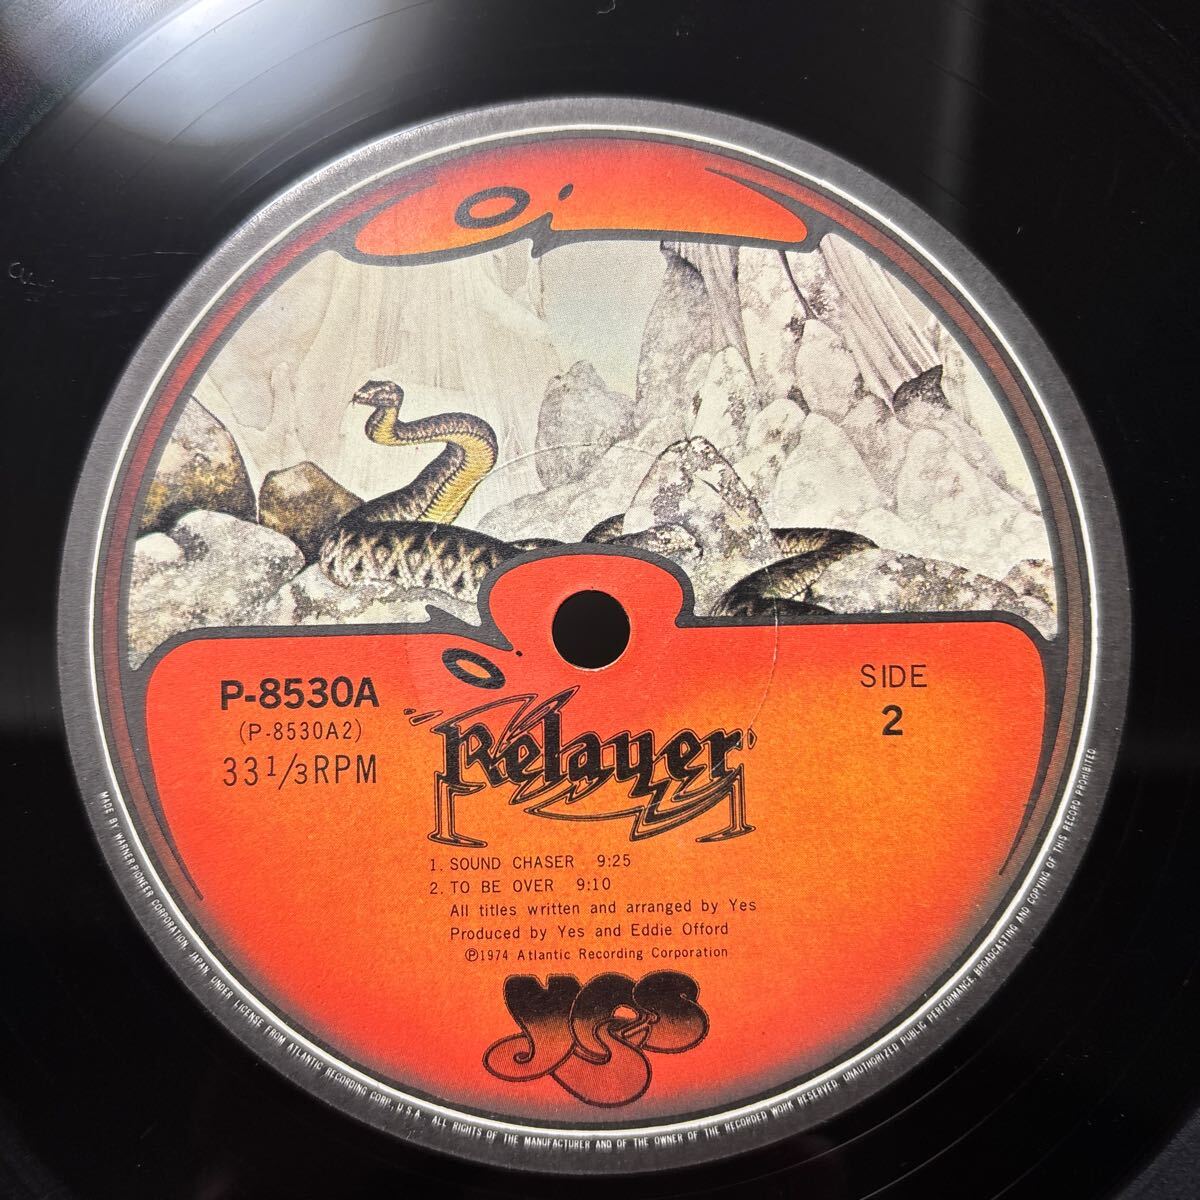 P-8530A
(P-8530A2)
33 1/3 RPM
SIDE
2
Relayer
1. SOUND CHASER 9:25
2. TO BE OVER 9:10
All titles written and arranged by Yes
Produced by Yes and Eddie Offord
Ⓟ1974 Atlantic Recording Corporation
YES
MADE BY WARNER-PIONEER CORPORATION, JAPAN, UNDER LICENSE FROM ATLANTIC RECORDING CORP., U.S.A. ALL RIGHTS OF THE MANUFACTURER AND OF THE OWNER OF THE RECORDED WORK RESERVED. UNAUTHORIZED PUBLIC PERFORMANCE, BROADCASTING AND COPYING OF THIS RECORD PROHIBITED.